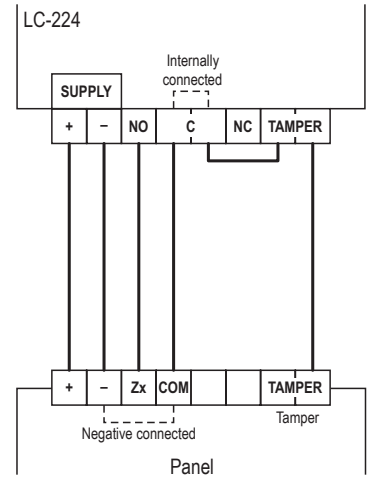 LC-224
Internally
connected
SUPPLY
+ – NO C NC TAMPER
+ – Zx COM TAMPER
Tamper
Negative connected
Panel